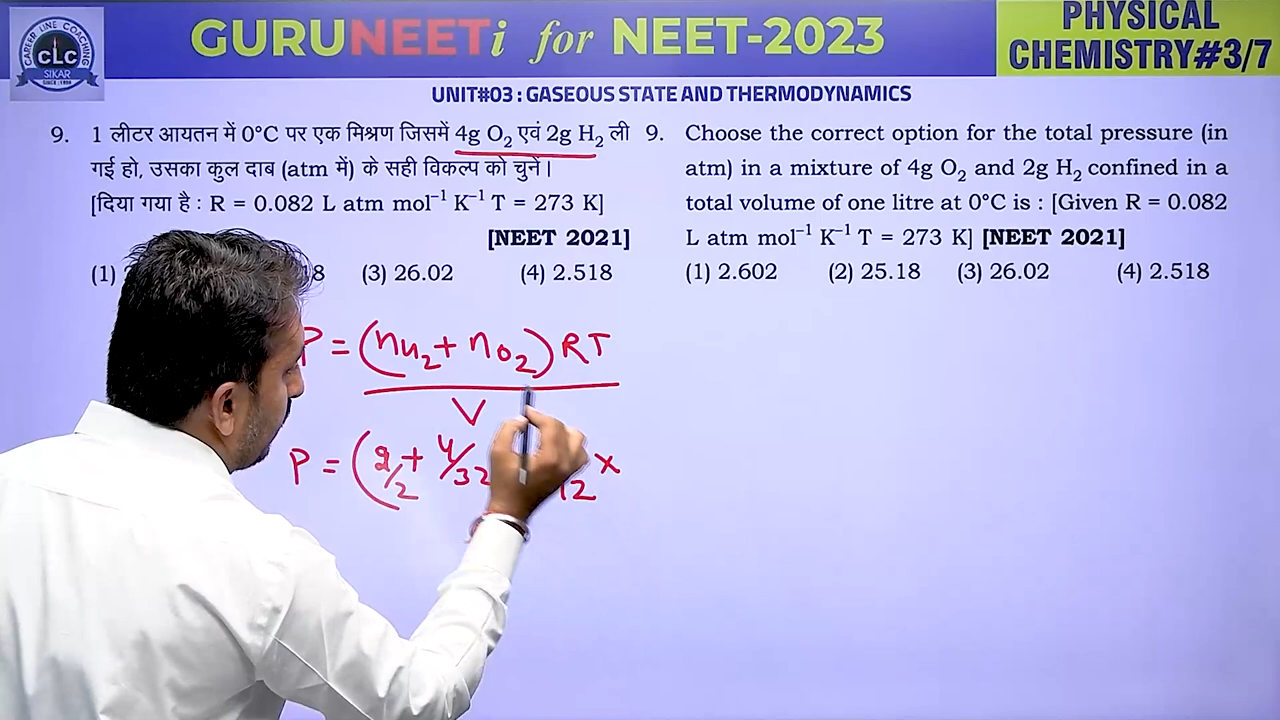 CAREER LINE COACHING
CLC
SIKAR
SINCE : 1996
GURUNEETi for NEET-2023
PHYSICAL
CHEMISTRY#3/7
UNIT#03 : GASEOUS STATE AND THERMODYNAMICS
9. 1 लीटर आयतन में 0°C पर एक मिश्रण जिसमें 4g O₂ एवं 2g H₂ ली
गई हो, उसका कुल दाब (atm में) के सही विकल्प को चुनें।
[दिया गया है : R = 0.082 L atm mol⁻¹ K⁻¹ T = 273 K]
[NEET 2021]
(1) (3) 26.02 (4) 2.518
9. Choose the correct option for the total pressure (in
atm) in a mixture of 4g O₂ and 2g H₂ confined in a
total volume of one litre at 0°C is : [Given R = 0.082
L atm mol⁻¹ K⁻¹ T = 273 K] [NEET 2021]
(1) 2.602 (2) 25.18 (3) 26.02 (4) 2.518
P = (nH₂ + nO₂) RT
V
P = (2/2 + 4/32 12 ×